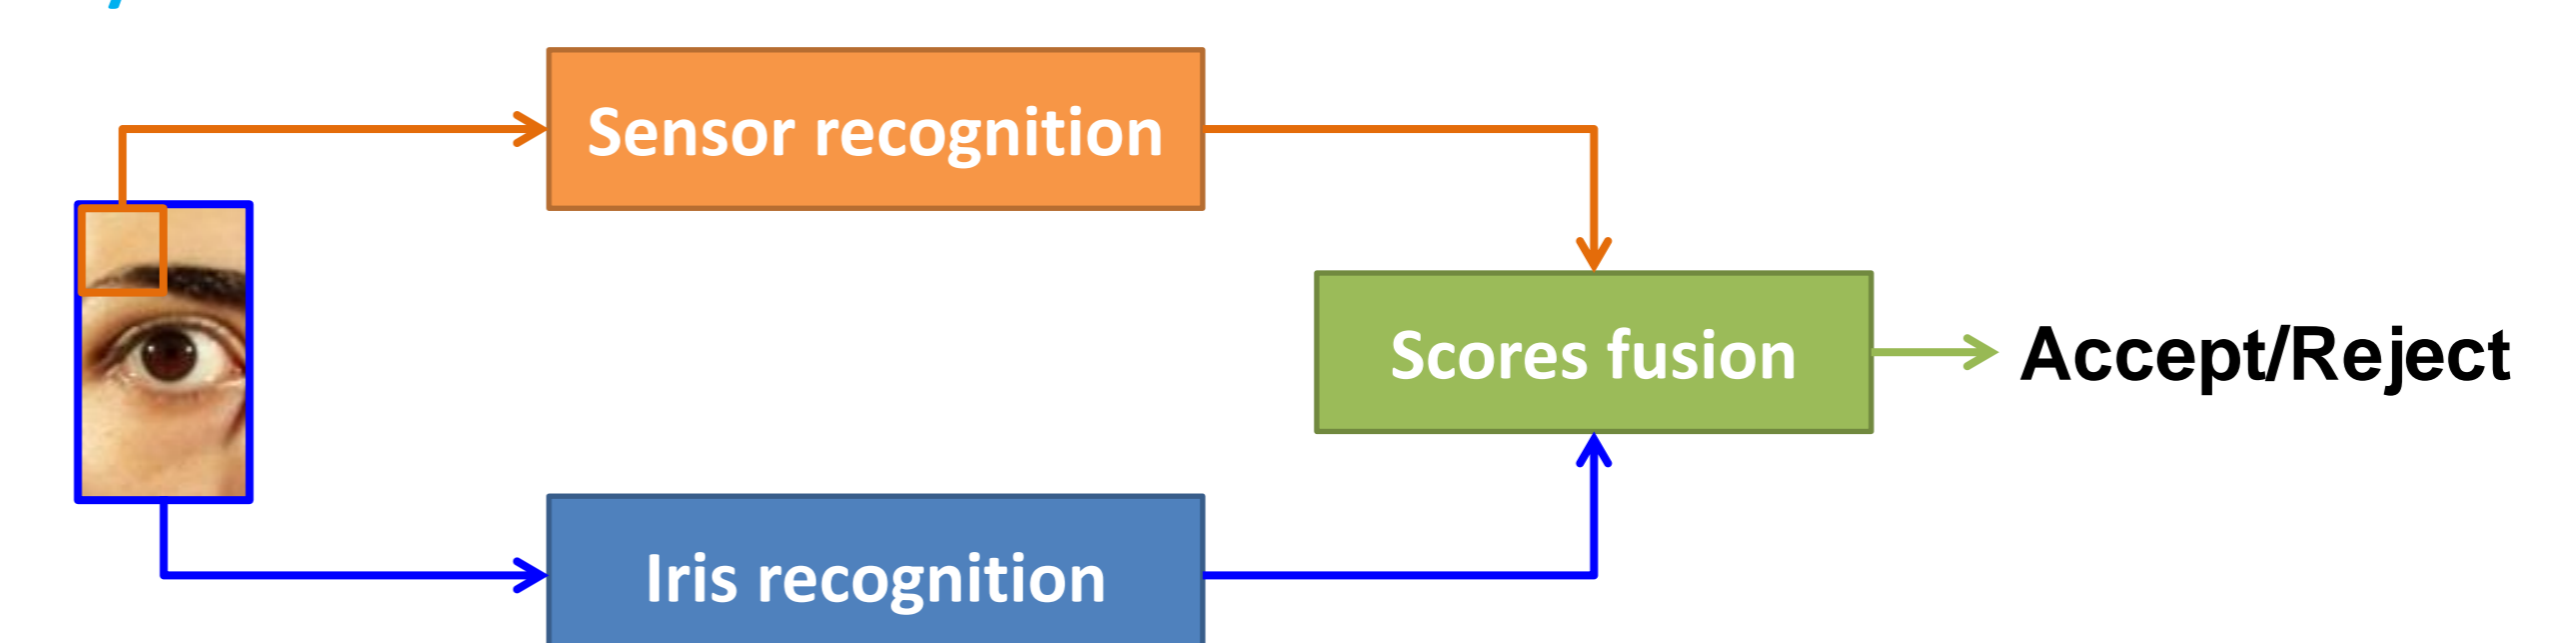 Sensor recognition
Scores fusion
Accept/Reject
Iris recognition